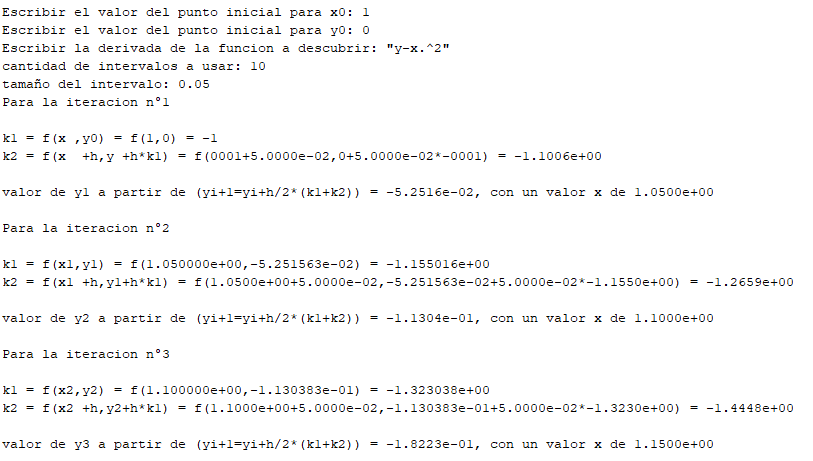 Escribir el valor del punto inicial para x0: 1
Escribir el valor del punto inicial para y0: 0
Escribir la derivada de la funcion a descubrir: "y-x.^2"
cantidad de intervalos a usar: 10
tamaño del intervalo: 0.05
Para la iteracion n°1
k1 = f(x ,y0) = f(1,0) = -1
k2 = f(x  +h,y +h*k1) = f(0001+5.0000e-02,0+5.0000e-02*-0001) = -1.1006e+00
valor de y1 a partir de (yi+1=yi+h/2*(k1+k2)) = -5.2516e-02, con un valor x de 1.0500e+00
Para la iteracion n°2
k1 = f(x1,y1) = f(1.050000e+00,-5.251563e-02) = -1.155016e+00
k2 = f(x1 +h,y1+h*k1) = f(1.0500e+00+5.0000e-02,-5.251563e-02+5.0000e-02*-1.1550e+00) = -1.2659e+00
valor de y2 a partir de (yi+1=yi+h/2*(k1+k2)) = -1.1304e-01, con un valor x de 1.1000e+00
Para la iteracion n°3
k1 = f(x2,y2) = f(1.100000e+00,-1.130383e-01) = -1.323038e+00
k2 = f(x2 +h,y2+h*k1) = f(1.1000e+00+5.0000e-02,-1.130383e-01+5.0000e-02*-1.3230e+00) = -1.4448e+00
valor de y3 a partir de (yi+1=yi+h/2*(k1+k2)) = -1.8223e-01, con un valor x de 1.1500e+00